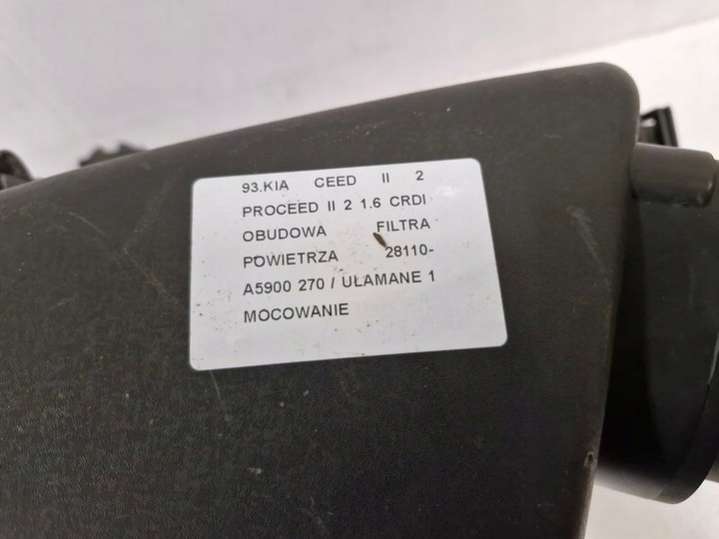 93.KIA CEED II 2
PROCEED II 2 1.6 CRDI
OBUDOWA FILTRA
POWIETRZA 28110-
A5900 270 / ULAMANE 1
MOCOWANIE